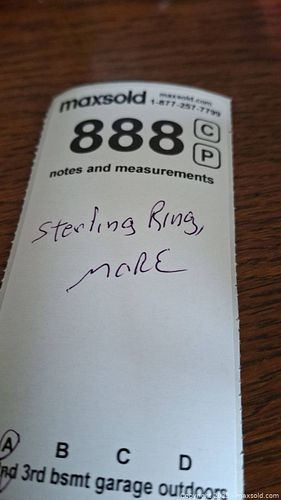 maxsold maxsold.com
1-877-257-7799
888 C
P
notes and measurements
Sterling Ring,
MORE
A B C D
nd 3rd bsmt garage outdoors
Copyright 2025 maxsold.com